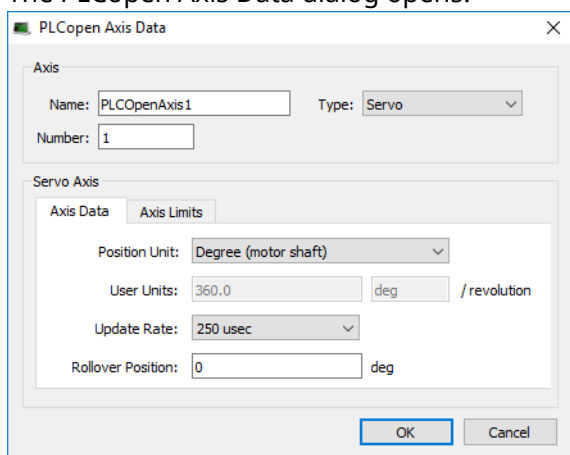 The PLCopen Axis Data dialog opens.
PLCopen Axis Data
Axis
Name: PLCOpenAxis1 Type: Servo
Number: 1
Servo Axis
Axis Data Axis Limits
Position Unit: Degree (motor shaft)
User Units: 360.0 deg / revolution
Update Rate: 250 usec
Rollover Position: 0 deg
OK Cancel